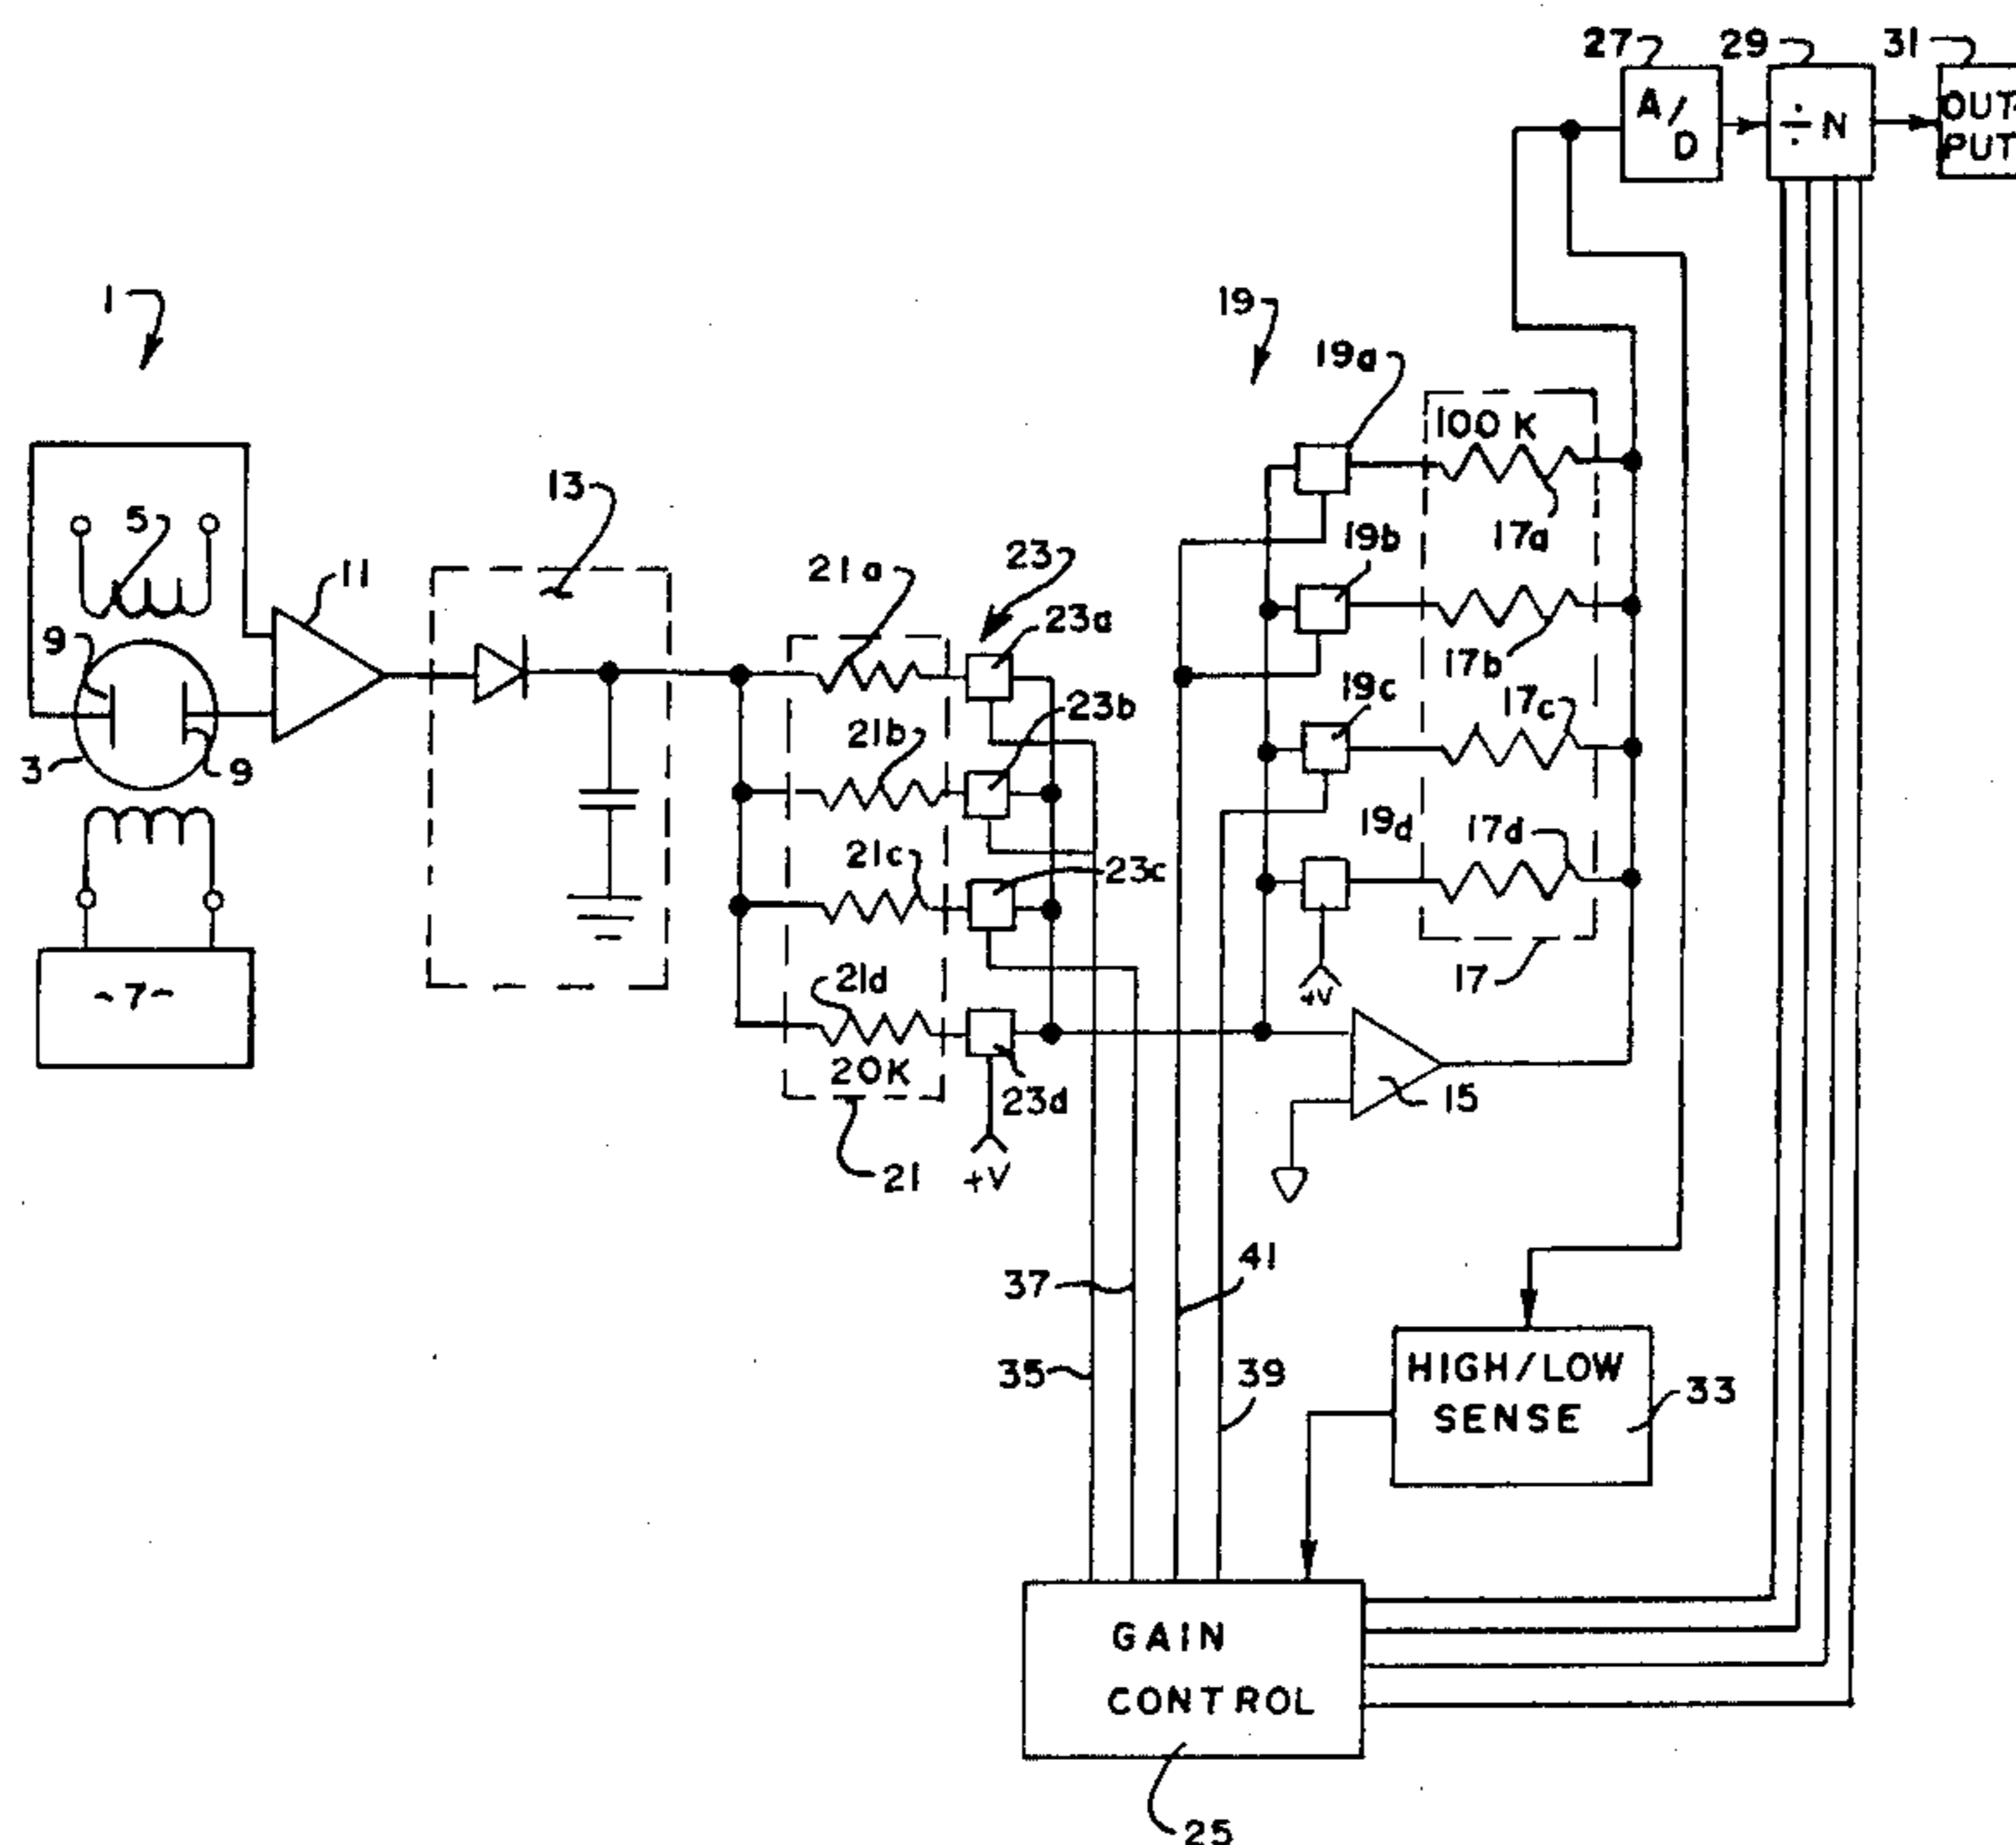 27
29
31
A/D
÷ N
OUT-
PUT
1
19
19a
100 K
5
13
17a
11
21a
23
19b
9
23a
17b
23b
19c
17c
21b
3
9
21c
19d
17d
23c
7
21d
+V
17
20K
23d
15
21
+V
37
41
35
39
HIGH/LOW
SENSE
33
GAIN
CONTROL
25